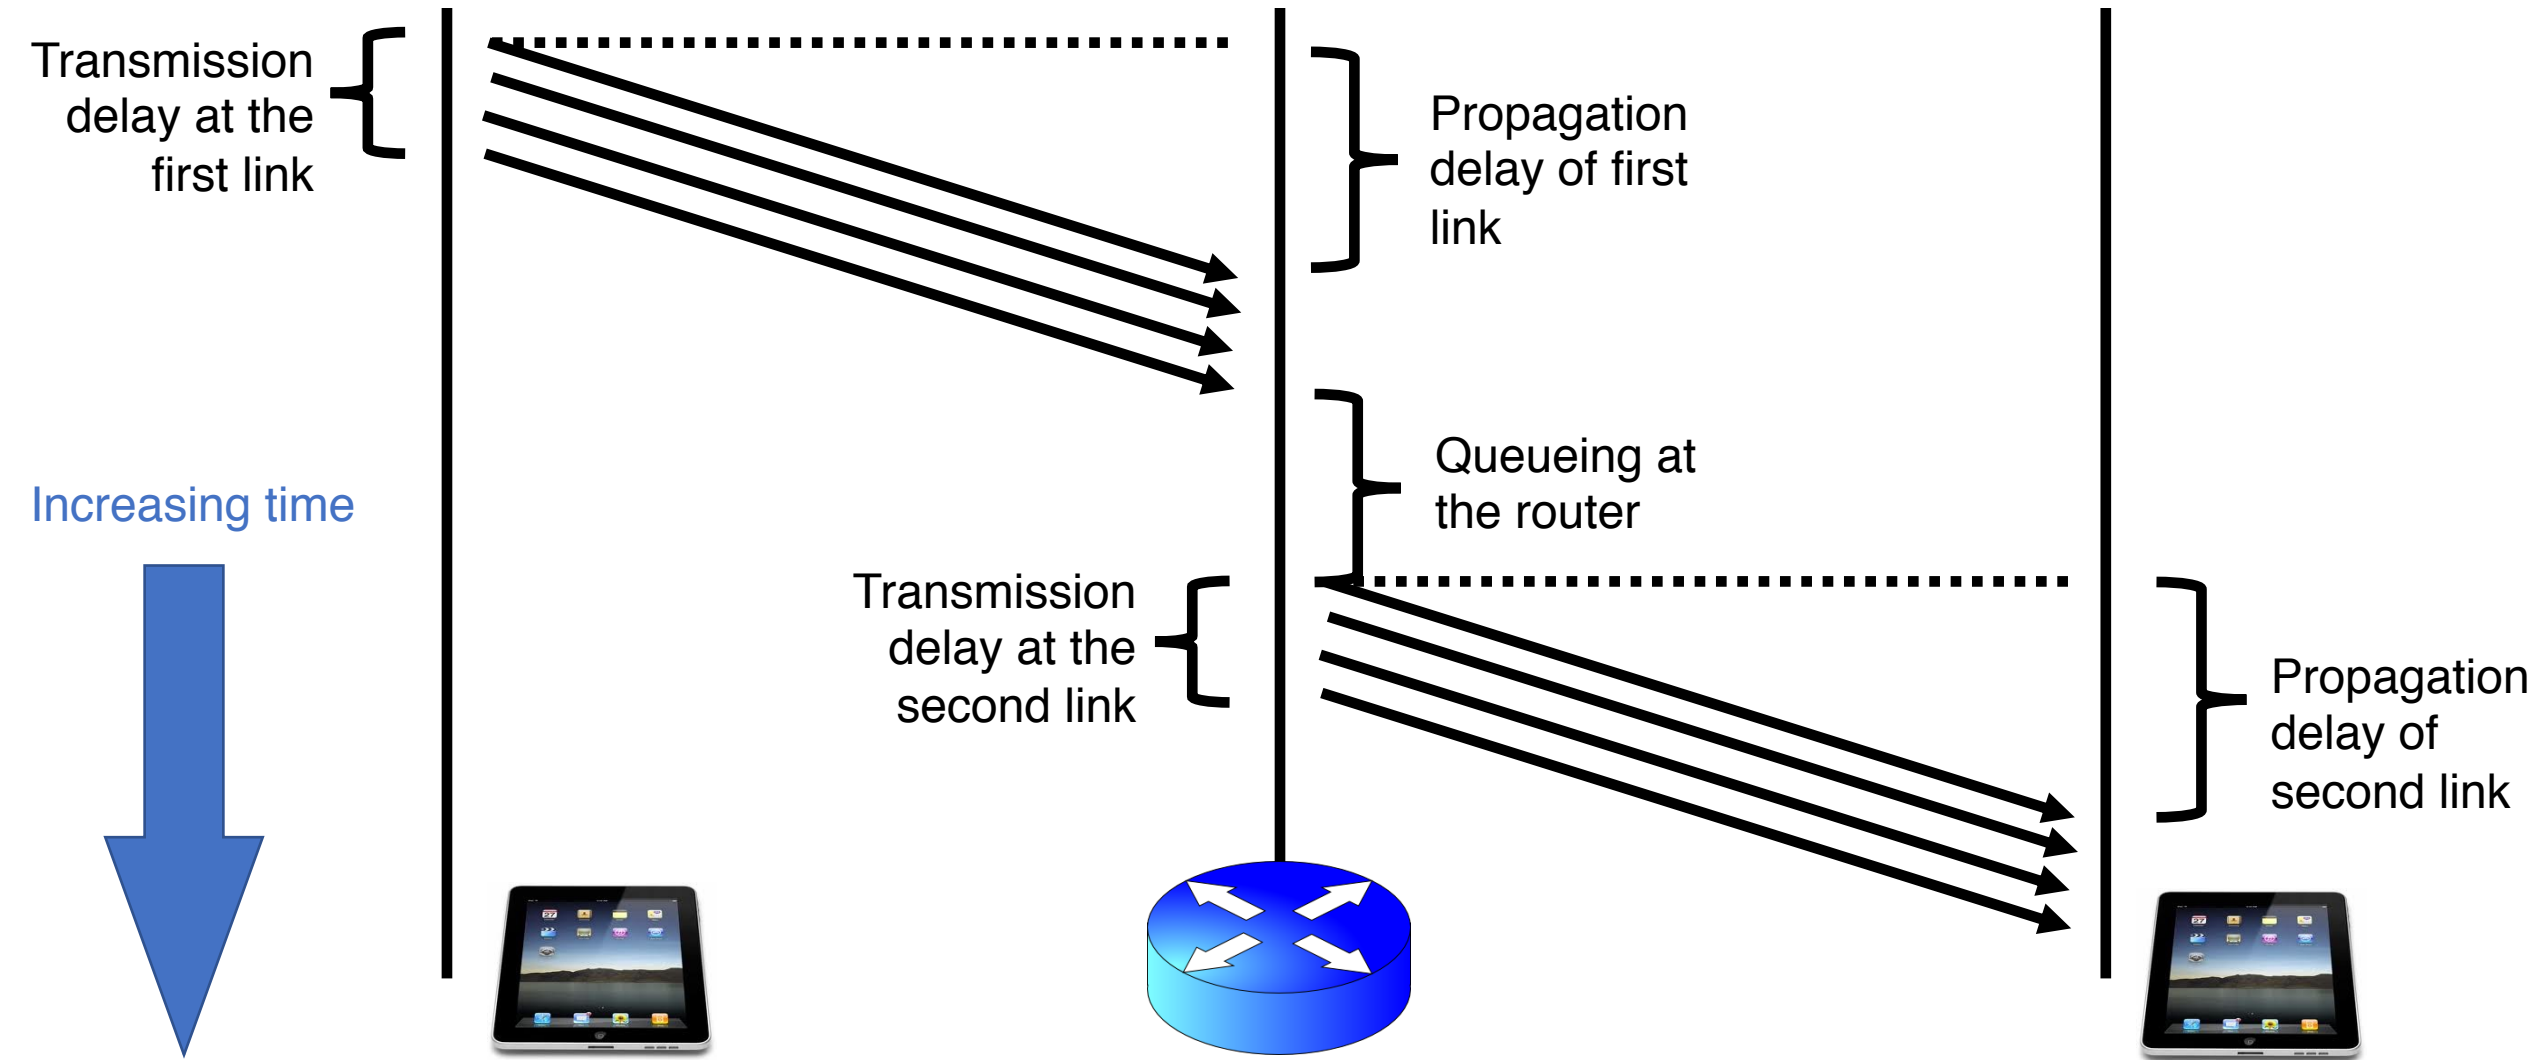 Transmission
delay at the
first link
Propagation
delay of first
link
Queueing at
the router
Increasing time
Transmission
delay at the
second link
Propagation
delay of
second link